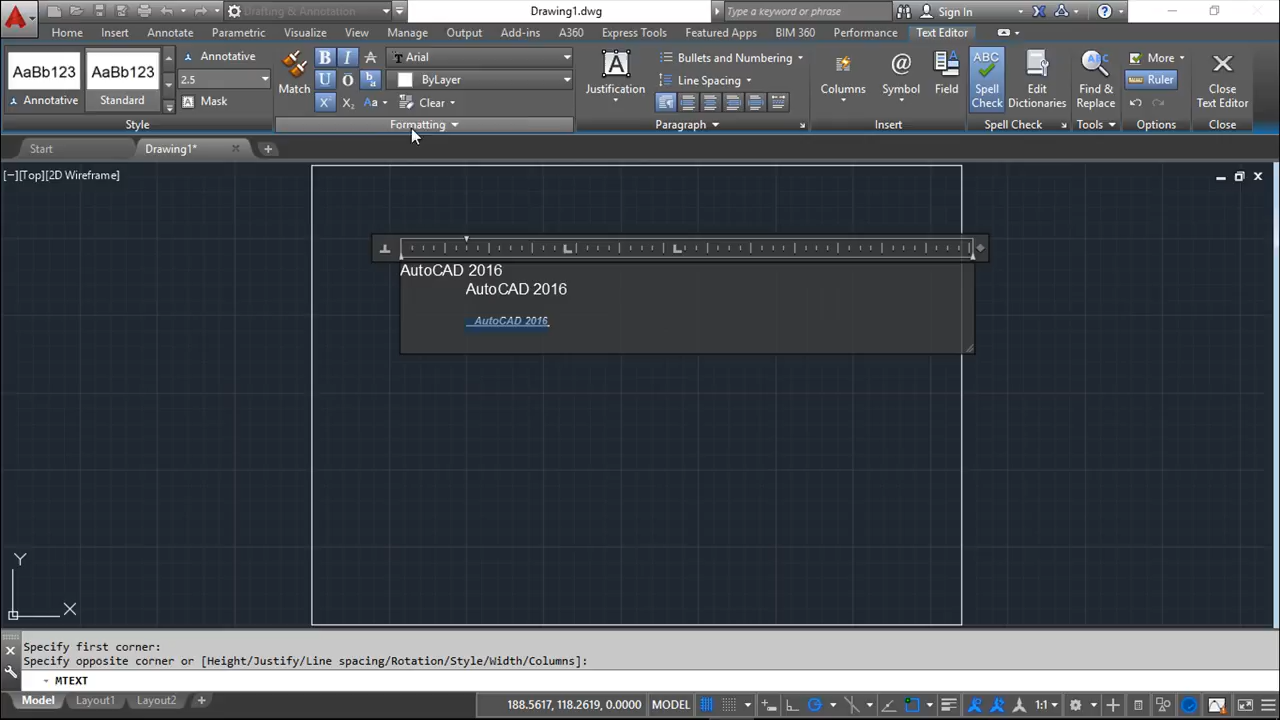 Drafting & Annotation
Drawing1.dwg
Type a keyword or phrase
Sign In
Home Insert Annotate Parametric Visualize View Manage Output Add-ins A360 Express Tools Featured Apps BIM 360 Performance Text Editor
AaBb123
Annotative
AaBb123
Standard
Annotative
2.5
Mask
Style
Match
B I A
U O b/a
X² X₂ Aa
Arial
ByLayer
Clear
Formatting
A
Justification
Bullets and Numbering
Line Spacing
Paragraph
Columns
@
Symbol
Field
Insert
ABC
Spell
Check
Edit
Dictionaries
Spell Check
Find &
Replace
Tools
More
Ruler
Options
Close
Text Editor
Close
Start Drawing1*
[−][Top][2D Wireframe]
AutoCAD 2016
AutoCAD 2016
AutoCAD 2016
Y
X
Specify first corner:
Specify opposite corner or [Height/Justify/Line spacing/Rotation/Style/Width/Columns]:
MTEXT
Model Layout1 Layout2
188.5617, 118.2619, 0.0000 MODEL 1:1